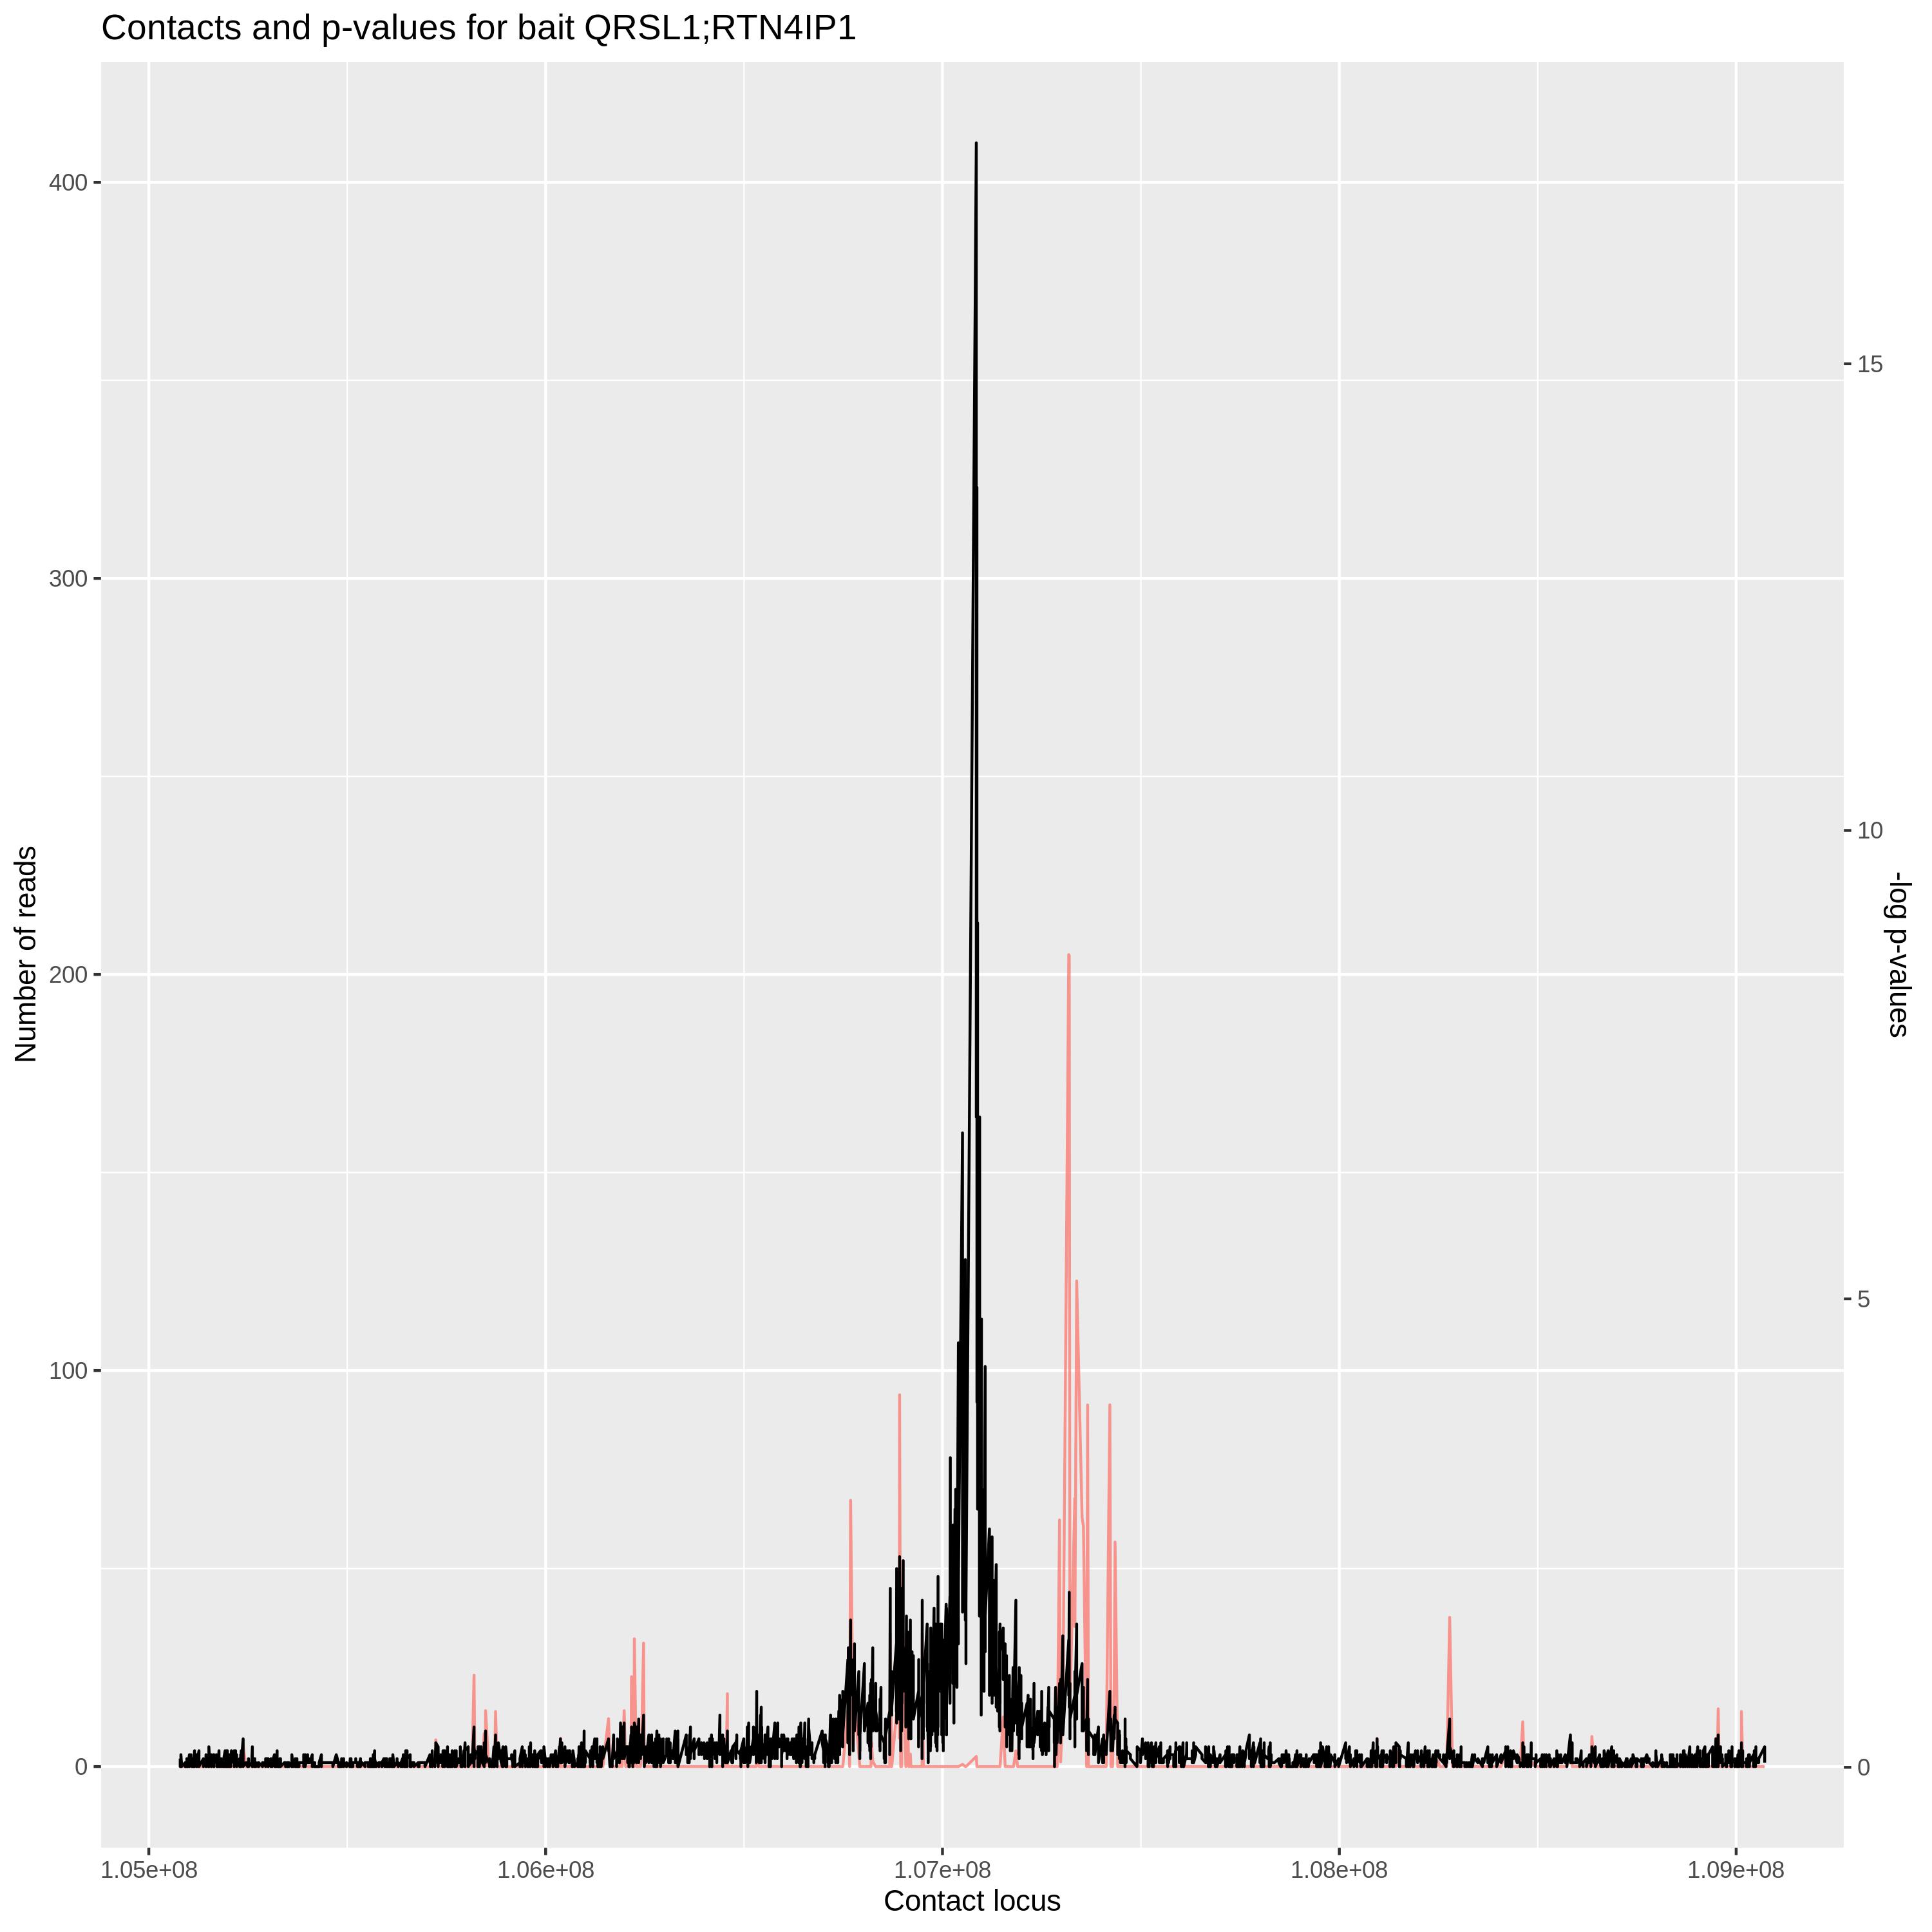 Contacts and p-values for bait QRSL1;RTN4IP1
400
300
200
100
0
Number of reads
15
10
5
0
-log p-values
1.05e+08
1.06e+08
1.07e+08
1.08e+08
1.09e+08
Contact locus